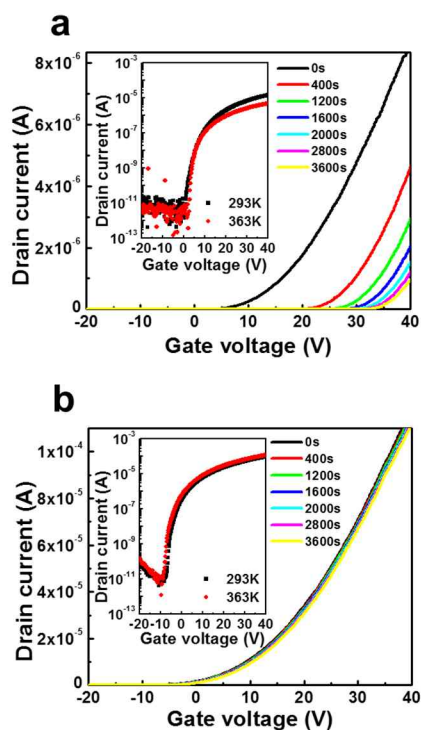 a
8x10⁻⁶
6x10⁻⁶
4x10⁻⁶
2x10⁻⁶
0
Drain current (A)
-20 -10 0 10 20 30 40
Gate voltage (V)
0s
400s
1200s
1600s
2000s
2800s
3600s
10⁻³
10⁻⁵
10⁻⁷
10⁻⁹
10⁻¹¹
10⁻¹³
Drain current (A)
293K
363K
-20 -10 0 10 20 30 40
Gate voltage (V)
b
1x10⁻⁴
8x10⁻⁵
6x10⁻⁵
4x10⁻⁵
2x10⁻⁵
0
Drain current (A)
-20 -10 0 10 20 30 40
Gate voltage (V)
0s
400s
1200s
1600s
2000s
2800s
3600s
10⁻³
10⁻⁵
10⁻⁷
10⁻⁹
10⁻¹¹
10⁻¹³
Drain current (A)
293K
363K
-20 -10 0 10 20 30 40
Gate voltage (V)